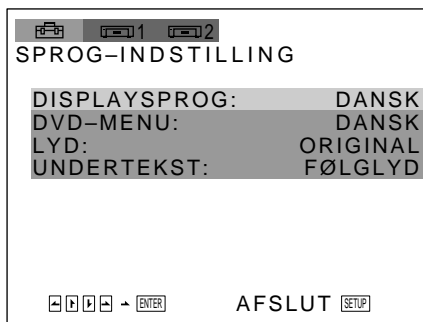 1 2
SPROG–INDSTILLING
DISPLAYSPROG: DANSK
DVD–MENU: DANSK
LYD: ORIGINAL
UNDERTEKST: FØLGLYD
ENTER AFSLUT SETUP